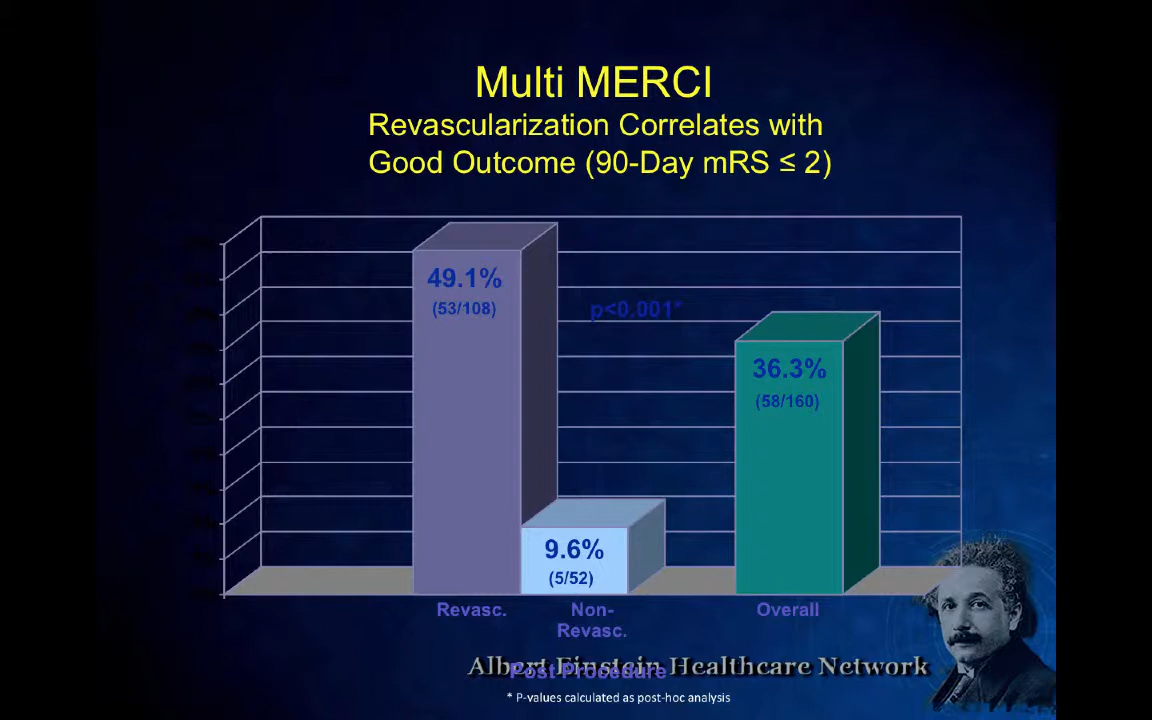 Multi MERCI
Revascularization Correlates with
Good Outcome (90-Day mRS ≤ 2)
49.1%
(53/108)
p<0.001*
36.3%
(58/160)
9.6%
(5/52)
Revasc.
Non-
Revasc.
Overall
Albert Einstein Healthcare Network
Post Procedure
* P-values calculated as post-hoc analysis